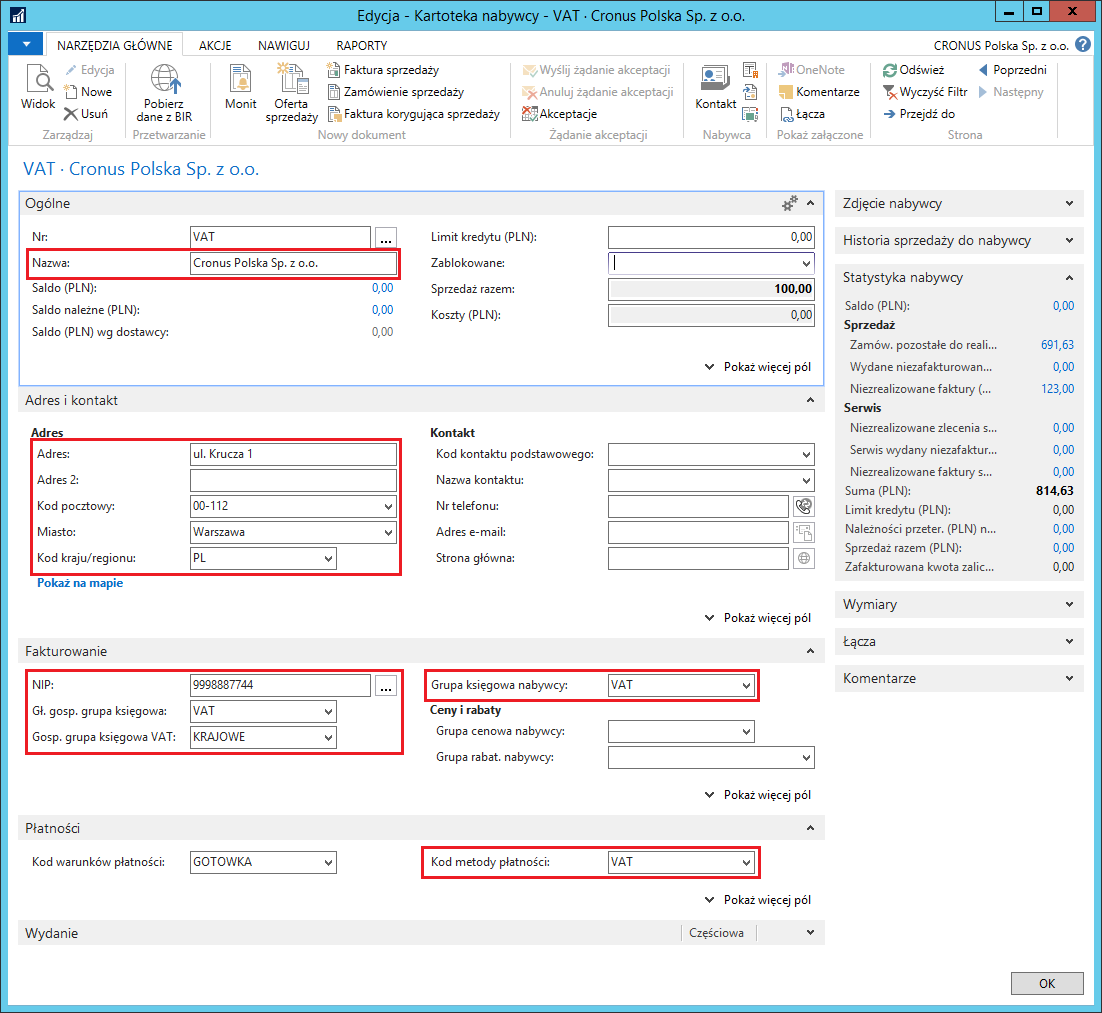 Edycja - Kartoteka nabywcy - VAT · Cronus Polska Sp. z o.o.
NARZĘDZIA GŁÓWNE AKCJE NAWIGUJ RAPORTY CRONUS Polska Sp. z o.o.
Widok
Edycja
Nowe
Usuń
Zarządzaj
Pobierz
dane z BIR
Przetwarzanie
Monit
Oferta
sprzedaży
Faktura sprzedaży
Zamówienie sprzedaży
Faktura korygująca sprzedaży
Nowy dokument
Wyślij żądanie akceptacji
Anuluj żądanie akceptacji
Akceptacje
Żądanie akceptacji
Kontakt
Nabywca
OneNote
Komentarze
Łącza
Pokaż załączone
Odśwież
Wyczyść Filtr
Przejdź do
Poprzedni
Następny
Strona
VAT · Cronus Polska Sp. z o.o.
Ogólne
Nr: VAT ...
Nazwa: Cronus Polska Sp. z o.o.
Saldo (PLN): 0,00
Saldo należne (PLN): 0,00
Saldo (PLN) wg dostawcy: 0,00
Limit kredytu (PLN): 0,00
Zablokowane:
Sprzedaż razem: 100,00
Koszty (PLN): 0,00
Pokaż więcej pól
Adres i kontakt
Adres
Adres: ul. Krucza 1
Adres 2:
Kod pocztowy: 00-112
Miasto: Warszawa
Kod kraju/regionu: PL
Pokaż na mapie
Kontakt
Kod kontaktu podstawowego:
Nazwa kontaktu:
Nr telefonu:
Adres e-mail:
Strona główna:
Pokaż więcej pól
Fakturowanie
NIP: 9998887744 ...
Gł. gosp. grupa księgowa: VAT
Gosp. grupa księgowa VAT: KRAJOWE
Grupa księgowa nabywcy: VAT
Ceny i rabaty
Grupa cenowa nabywcy:
Grupa rabat. nabywcy:
Pokaż więcej pól
Płatności
Kod warunków płatności: GOTOWKA
Kod metody płatności: VAT
Pokaż więcej pól
Wydanie Częściowa
Zdjęcie nabywcy
Historia sprzedaży do nabywcy
Statystyka nabywcy
Saldo (PLN): 0,00
Sprzedaż
Zamów. pozostałe do reali... 691,63
Wydane niezafakturowan... 0,00
Niezrealizowane faktury (... 123,00
Serwis
Niezrealizowane zlecenia s... 0,00
Serwis wydany niezafaktur... 0,00
Niezrealizowane faktury s... 0,00
Suma (PLN): 814,63
Limit kredytu (PLN): 0,00
Należności przeter. (PLN) n... 0,00
Sprzedaż razem (PLN): 0,00
Zafakturowana kwota zalic... 0,00
Wymiary
Łącza
Komentarze
OK